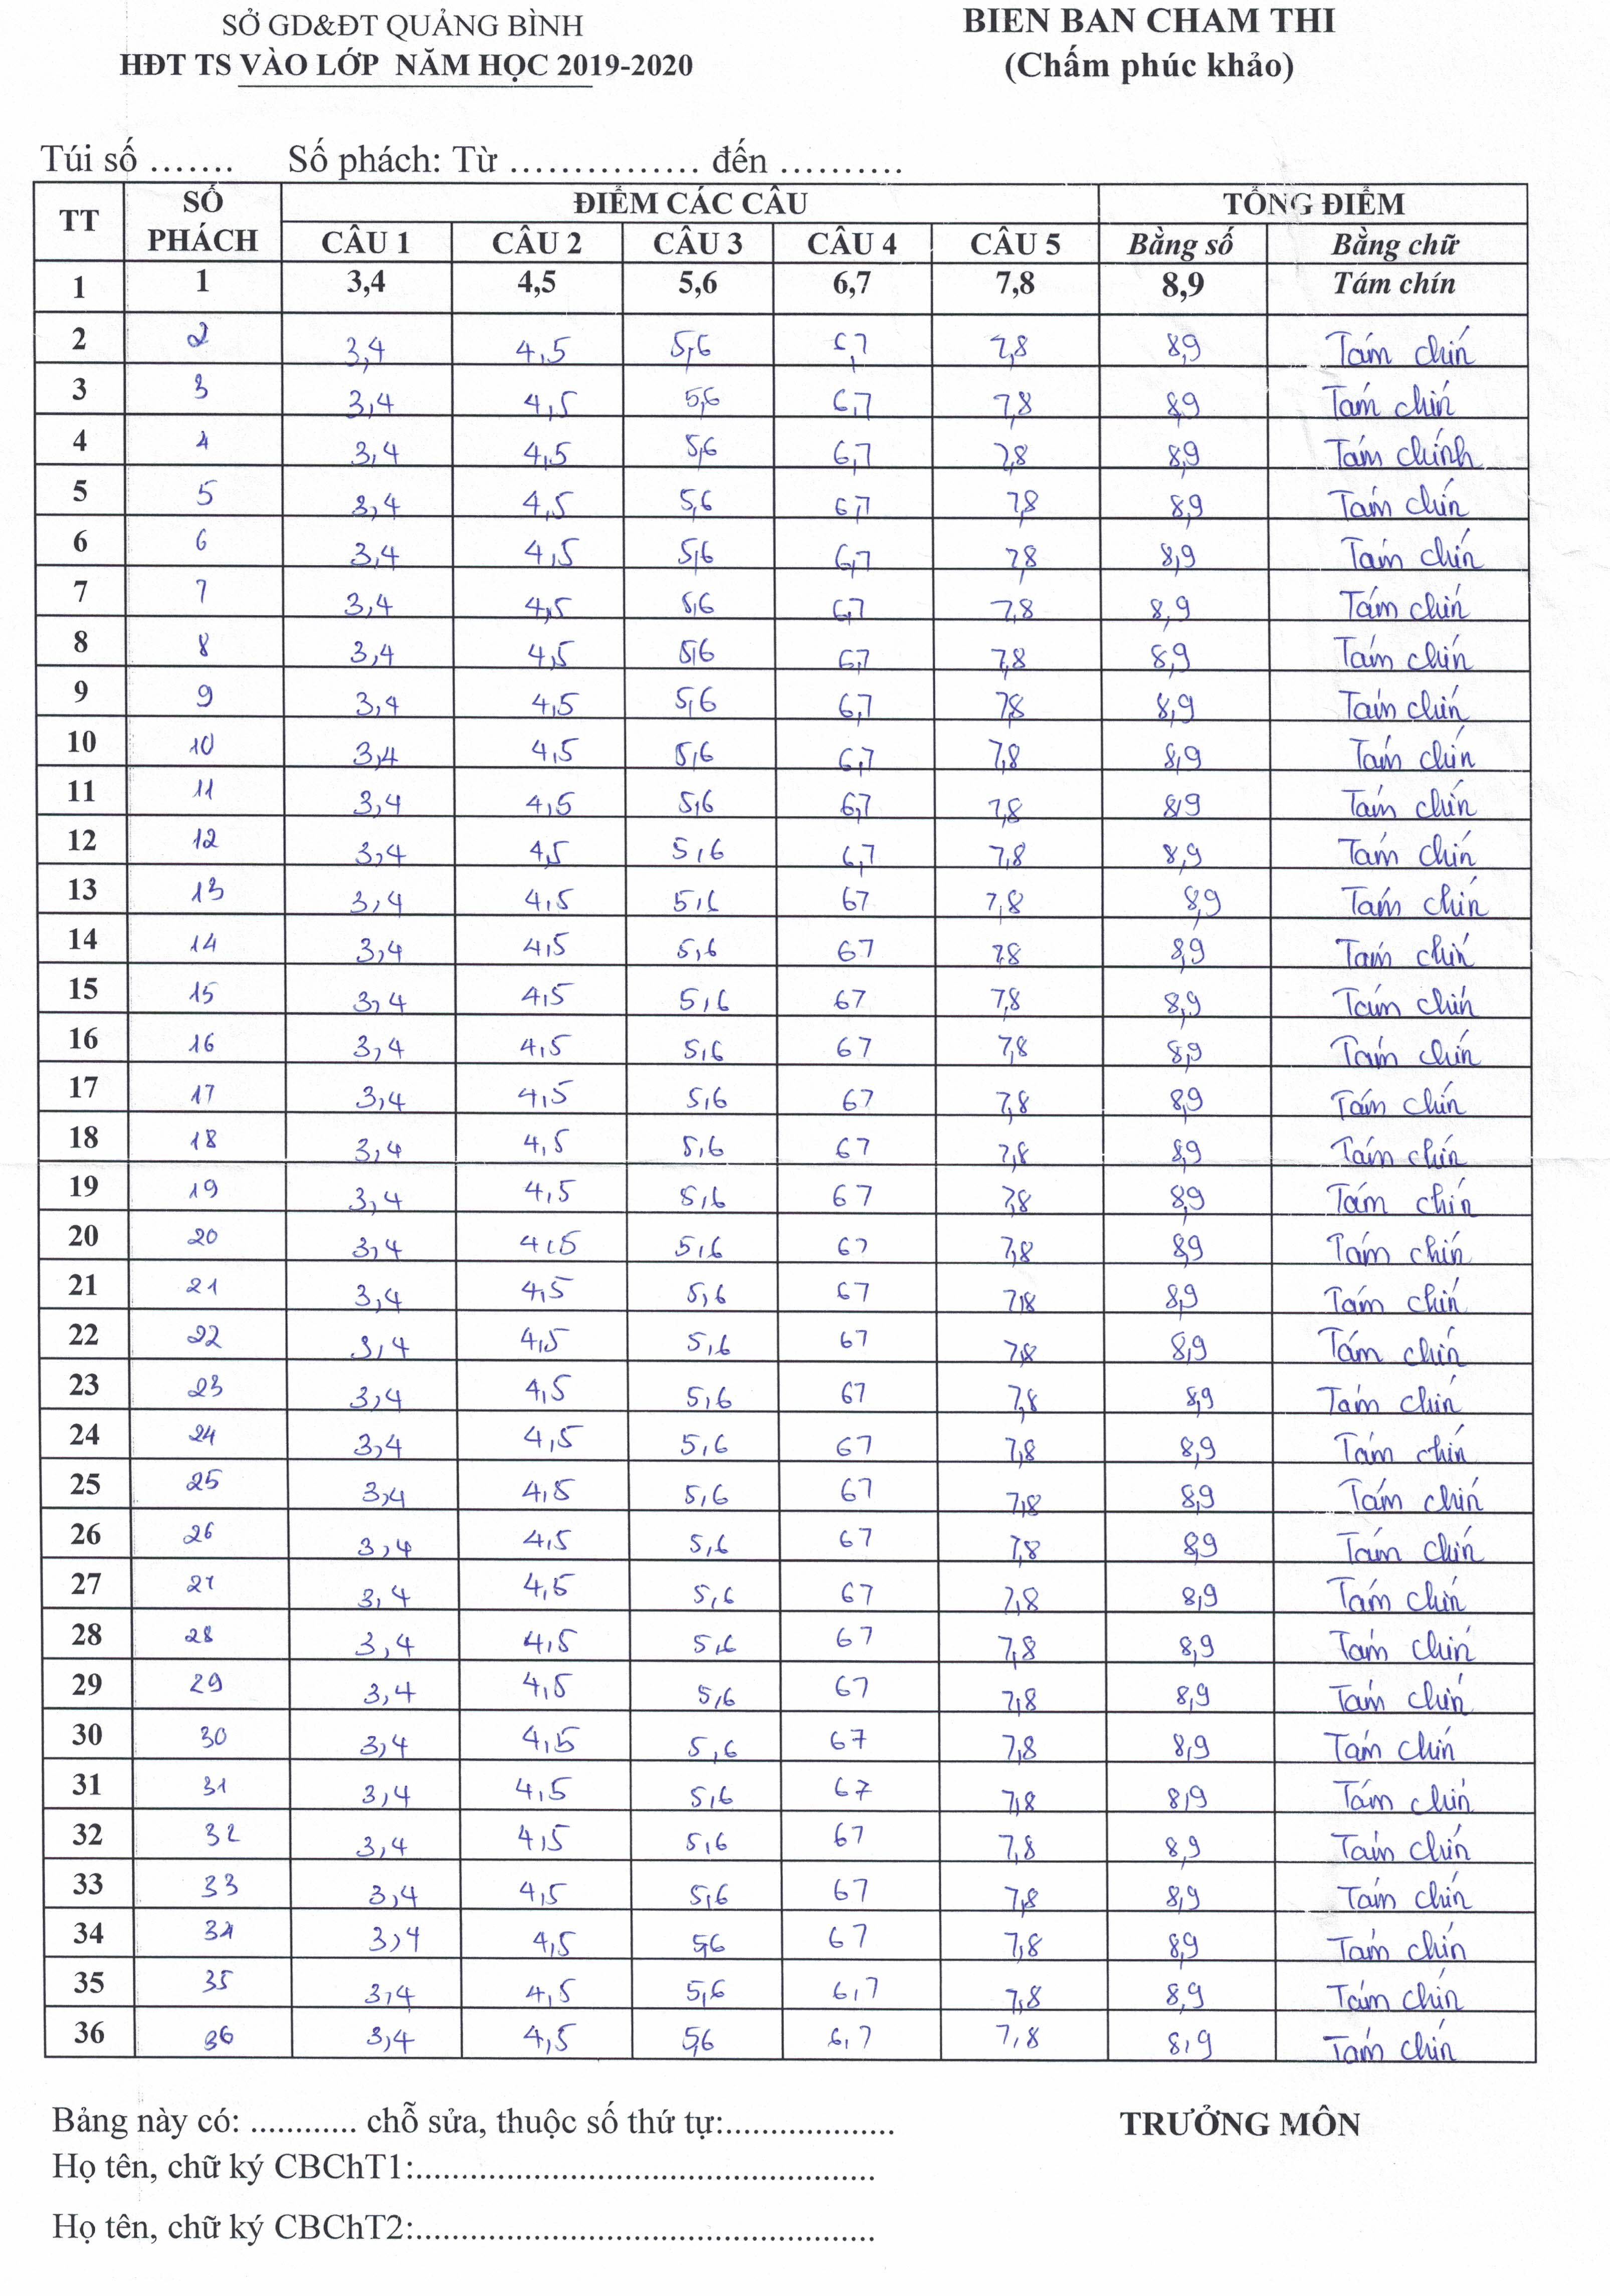 SỞ GD&ĐT QUẢNG BÌNH
BIEN BAN CHAM THI
HĐT TS VÀO LỚP NĂM HỌC 2019-2020
(Chấm phúc khảo)
Túi số ....... Số phách: Từ ................ đến ..........
TT SỐ PHÁCH ĐIỂM CÁC CÂU TỔNG ĐIỂM
CÂU 1 CÂU 2 CÂU 3 CÂU 4 CÂU 5 Bằng số Bằng chữ
1 1 3,4 4,5 5,6 6,7 7,8 8,9 Tám chín
2 2 3,4 4,5 5,6 6,7 7,8 8,9 Tám chín
3 3 3,4 4,5 5,6 6,7 7,8 8,9 Tám chín
4 4 3,4 4,5 5,6 6,7 7,8 8,9 Tám chính
5 5 3,4 4,5 5,6 6,7 7,8 8,9 Tám chín
6 6 3,4 4,5 5,6 6,7 7,8 8,9 Tám chín
7 7 3,4 4,5 5,6 6,7 7,8 8,9 Tám chín
8 8 3,4 4,5 5,6 6,7 7,8 8,9 Tám chín
9 9 3,4 4,5 5,6 6,7 7,8 8,9 Tám chín
10 10 3,4 4,5 5,6 6,7 7,8 8,9 Tám chín
11 11 3,4 4,5 5,6 6,7 7,8 8,9 Tám chín
12 12 3,4 4,5 5,6 6,7 7,8 8,9 Tám chín
13 13 3,4 4,5 5,6 67 7,8 8,9 Tám chín
14 14 3,4 4,5 5,6 67 7,8 8,9 Tám chín
15 15 3,4 4,5 5,6 67 7,8 8,9 Tám chín
16 16 3,4 4,5 5,6 67 7,8 8,9 Tám chín
17 17 3,4 4,5 5,6 67 7,8 8,9 Tám chín
18 18 3,4 4,5 5,6 67 7,8 8,9 Tám chín
19 19 3,4 4,5 5,6 67 7,8 8,9 Tám chín
20 20 3,4 4,5 5,6 67 7,8 8,9 Tám chín
21 21 3,4 4,5 5,6 67 7,8 8,9 Tám chín
22 22 3,4 4,5 5,6 67 7,8 8,9 Tám chín
23 23 3,4 4,5 5,6 67 7,8 8,9 Tám chín
24 24 3,4 4,5 5,6 67 7,8 8,9 Tám chín
25 25 3,4 4,5 5,6 67 7,8 8,9 Tám chín
26 26 3,4 4,5 5,6 67 7,8 8,9 Tám chín
27 27 3,4 4,5 5,6 67 7,8 8,9 Tám chín
28 28 3,4 4,5 5,6 67 7,8 8,9 Tám chín
29 29 3,4 4,5 5,6 67 7,8 8,9 Tám chín
30 30 3,4 4,5 5,6 67 7,8 8,9 Tám chín
31 31 3,4 4,5 5,6 67 7,8 8,9 Tám chín
32 32 3,4 4,5 5,6 67 7,8 8,9 Tám chín
33 33 3,4 4,5 5,6 67 7,8 8,9 Tám chín
34 34 3,4 4,5 5,6 67 7,8 8,9 Tám chín
35 35 3,4 4,5 5,6 6,7 7,8 8,9 Tám chín
36 36 3,4 4,5 5,6 6,7 7,8 8,9 Tám chín
Bảng này có: ............ chỗ sửa, thuộc số thứ tự:...................
TRƯỞNG MÔN
Họ tên, chữ ký CBChT1:..................................................
Họ tên, chữ ký CBChT2:..................................................